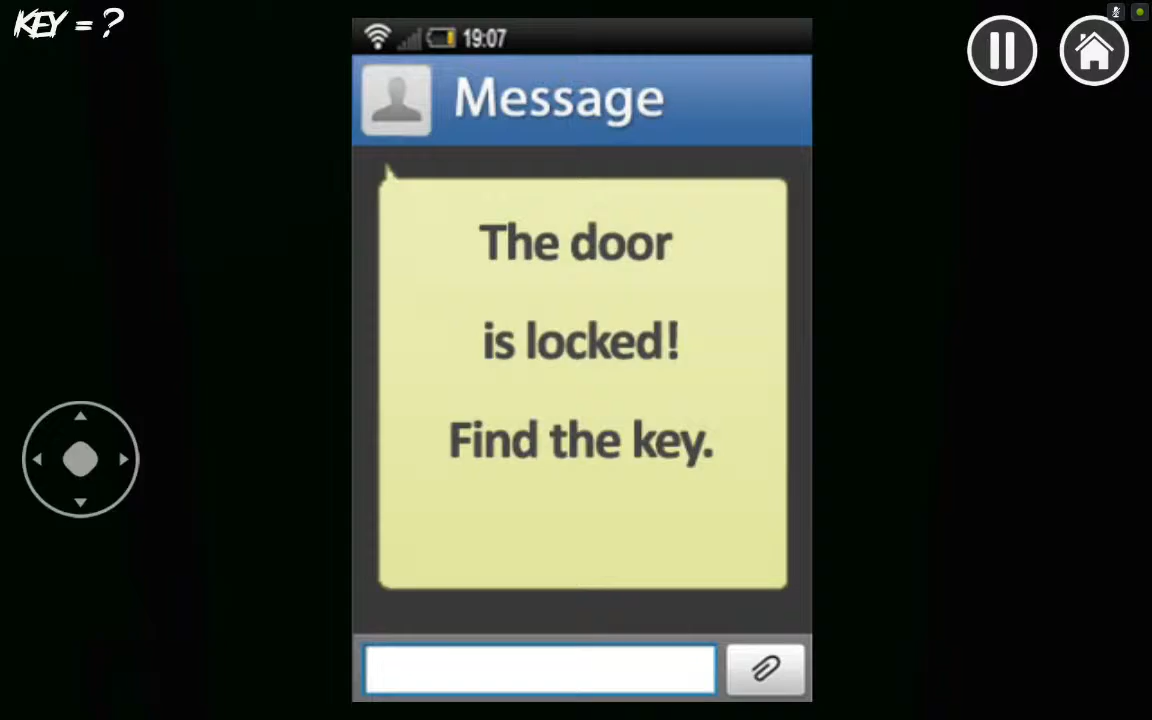 KEY = ?
19:07
Message
The door
is locked!
Find the key.